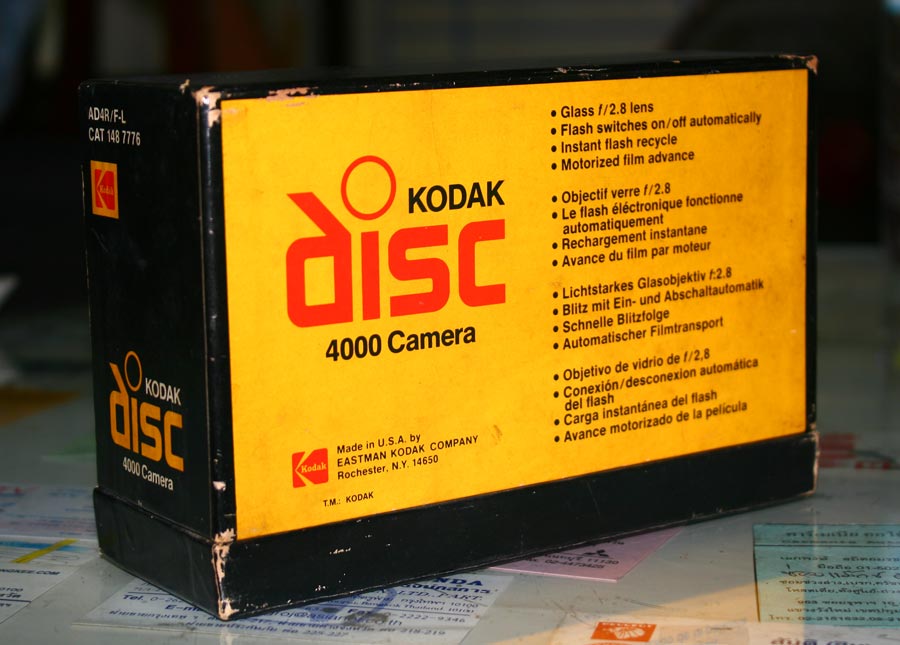 AD4R/F-L
CAT 148 7776
Kodak
KODAK
disc
4000 Camera
KODAK
disc
4000 Camera
Kodak
Made in U.S.A. by
EASTMAN KODAK COMPANY
Rochester, N.Y. 14650
T.M.: KODAK
• Glass f/2.8 lens
• Flash switches on/off automatically
• Instant flash recycle
• Motorized film advance
• Objectif verre f/2.8
• Le flash éléctronique fonctionne
automatiquement
• Rechargement instantane
• Avance du film par moteur
• Lichtstarkes Glasobjektiv f:2.8
• Blitz mit Ein- und Abschaltautomatik
• Schnelle Blitzfolge
• Automatischer Filmtransport
• Objetivo de vidrio de f/2,8
• Conexión/desconexion automática
del flash
• Carga instantánea del flash
• Avance motorizado de la película